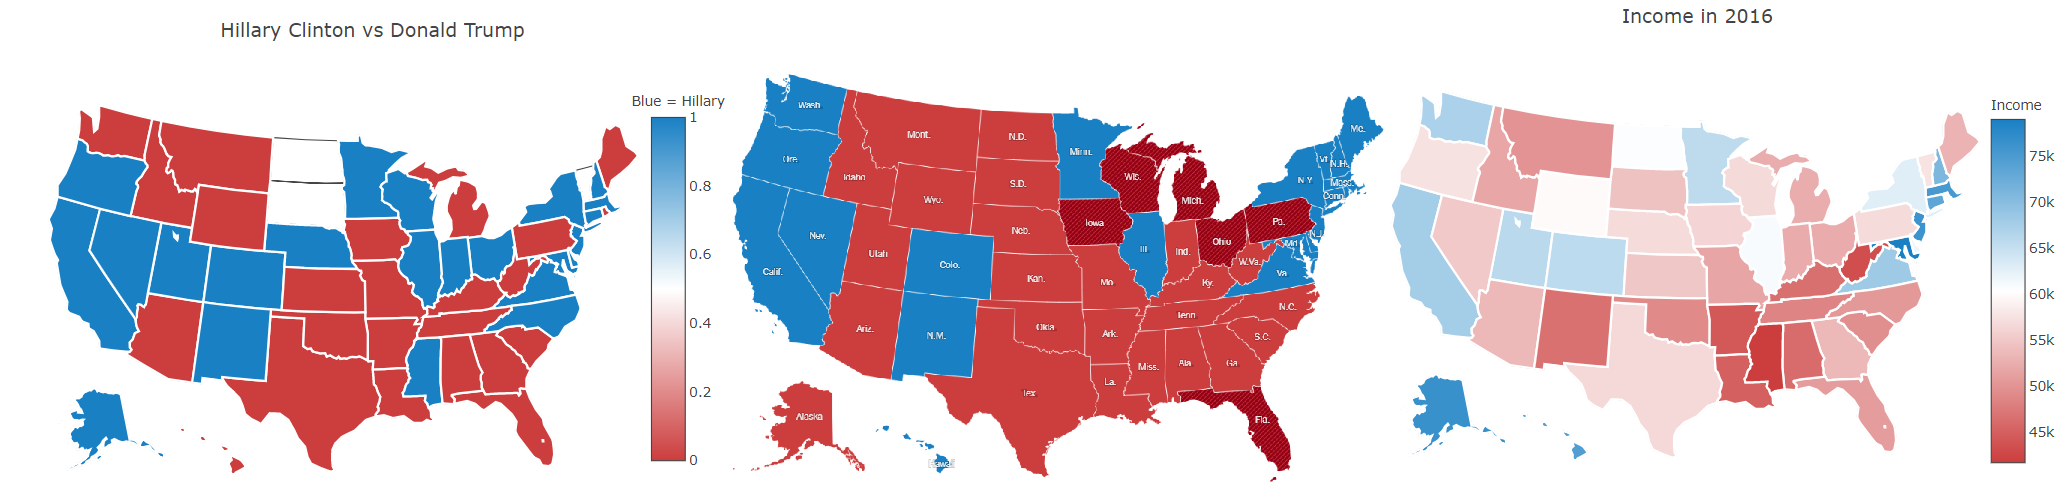 Hillary Clinton vs Donald Trump
Blue = Hillary
1
0.8
0.6
0.4
0.2
0
Wash.
Ore.
Calif.
Nev.
Idaho
Mont.
Wyo.
Utah
Ariz.
Colo.
N.M.
N.D.
S.D.
Neb.
Kan.
Okla.
Tex.
Minn.
Iowa
Mo.
Ark.
La.
Wis.
Ill.
Mich.
Ind.
Ohio
Ky.
Tenn.
Miss.
Ala.
Ga.
Fla.
S.C.
N.C.
Va.
W.Va.
Pa.
Md.
N.J.
N.Y.
Conn.
Mass.
Vt.
N.H.
Me.
Alaska
Hawaii
Income in 2016
Income
75k
70k
65k
60k
55k
50k
45k